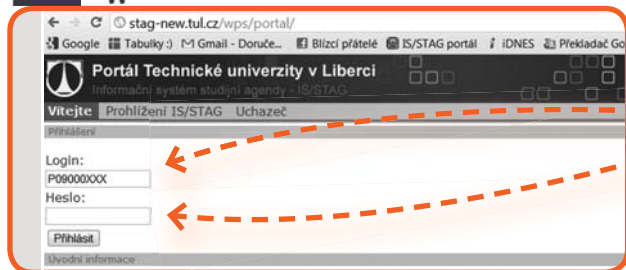 stag-new.tul.cz/wps/portal/
Google Tabulky :) Gmail - Doruče... Blízcí přátelé IS/STAG portál iDNES Překladač Go
Portál Technické univerzity v Liberci
Informační systém studijní agendy - IS/STAG
Vítejte Prohlížení IS/STAG Uchazeč
Přihlášení
Login:
P09000XXX
Heslo:
Přihlásit
Úvodní informace